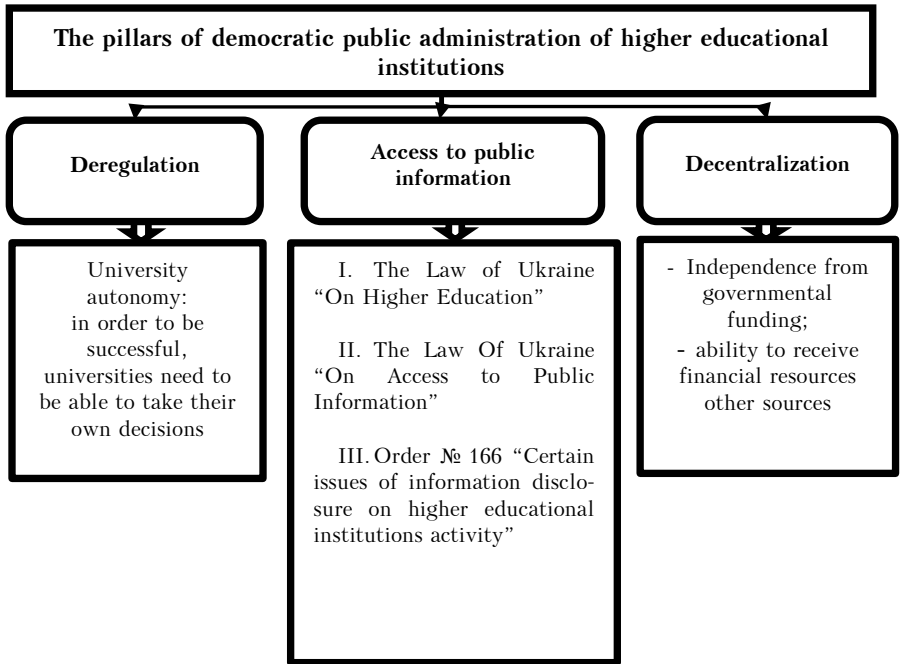 The pillars of democratic public administration of higher educational
institutions
Deregulation
Access to public
information
Decentralization
University
autonomy:
in order to be
successful,
universities need to
be able to take their
own decisions
I. The Law of Ukraine
“On Higher Education”
II. The Law Of Ukraine
“On Access to Public
Information”
III. Order № 166 “Certain
issues of information disclo-
sure on higher educational
institutions activity”
- Independence from
governmental
funding;
- ability to receive
financial resources
other sources